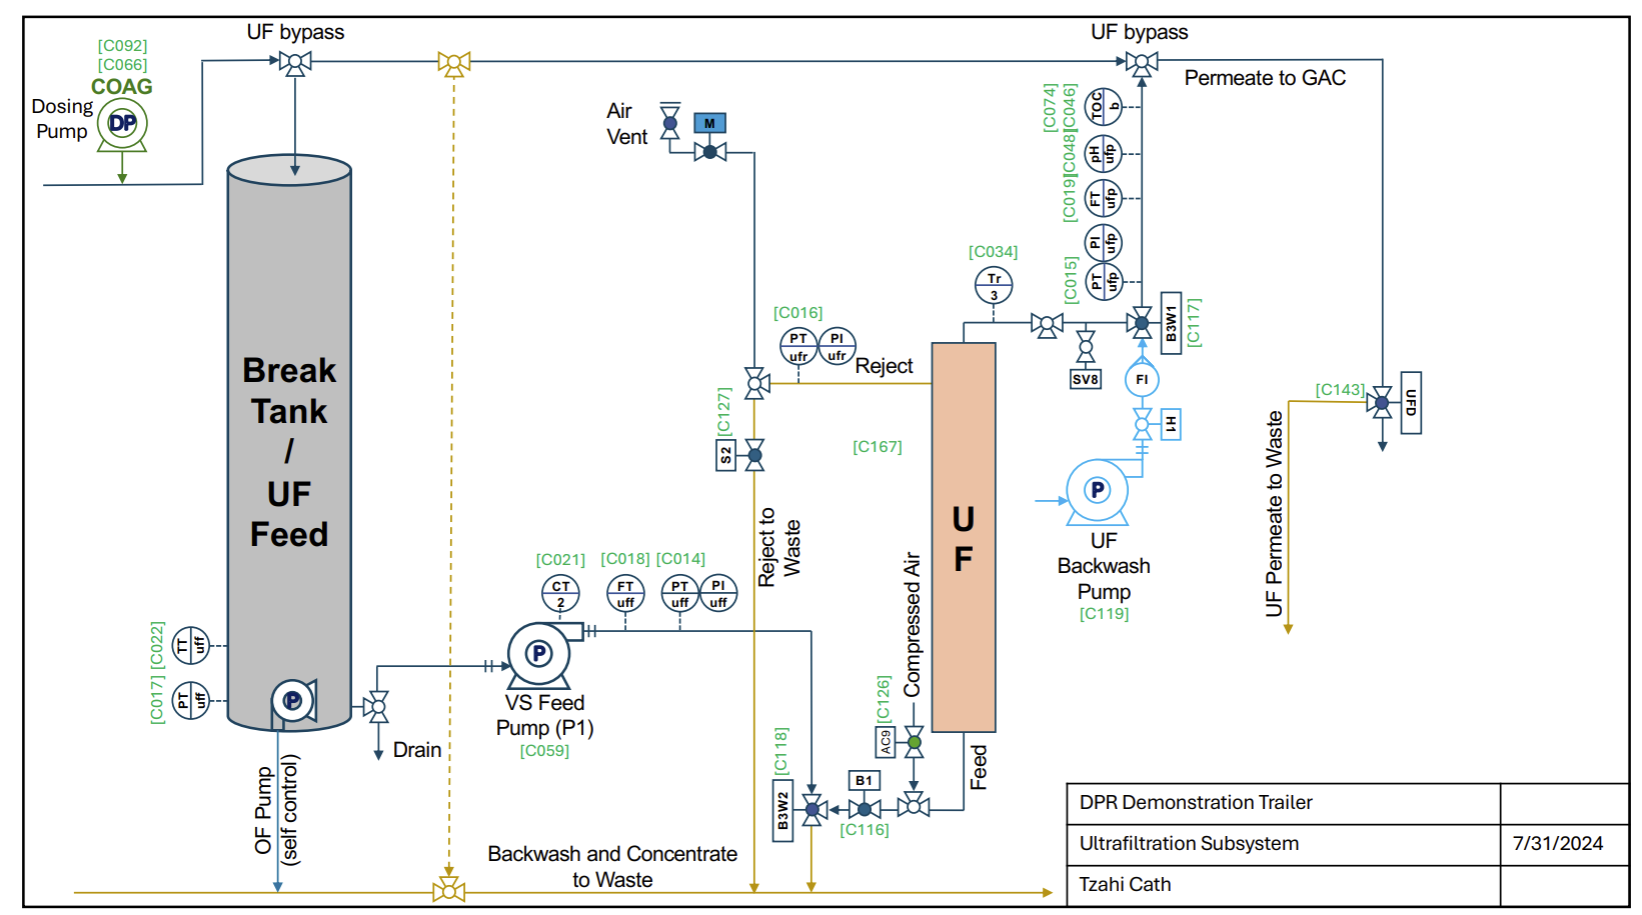 UF bypass
UF bypass
[C092]
[C066]
COAG
Dosing
Pump
DP
Permeate to GAC
Air
Vent
M
[C074]
[C046]
TOC
b
[C048]
pH
ufp
[C019]
FT
ufp
PI
ufp
[C015]
PT
ufp
[C034]
Tr
3
[C016]
PT
ufr
PI
ufr
Reject
B3W1
[C117]
SV8
FI
H1
P
UF
Backwash
Pump
[C119]
[C143]
UFD
UF Permeate to Waste
[C127]
S2
[C167]
Reject to
Waste
U
F
Break
Tank
/
UF
Feed
[C021]
CT
2
[C018]
FT
uff
[C014]
PT
uff
PI
uff
P
VS Feed
Pump (P1)
[C059]
[C022]
TT
uff
[C017]
PT
uff
P
Drain
OF Pump
(self control)
Compressed Air
[C126]
AC9
Feed
[C118]
B3W2
B1
[C116]
Backwash and Concentrate
to Waste
DPR Demonstration Trailer
Ultrafiltration Subsystem
7/31/2024
Tzahi Cath